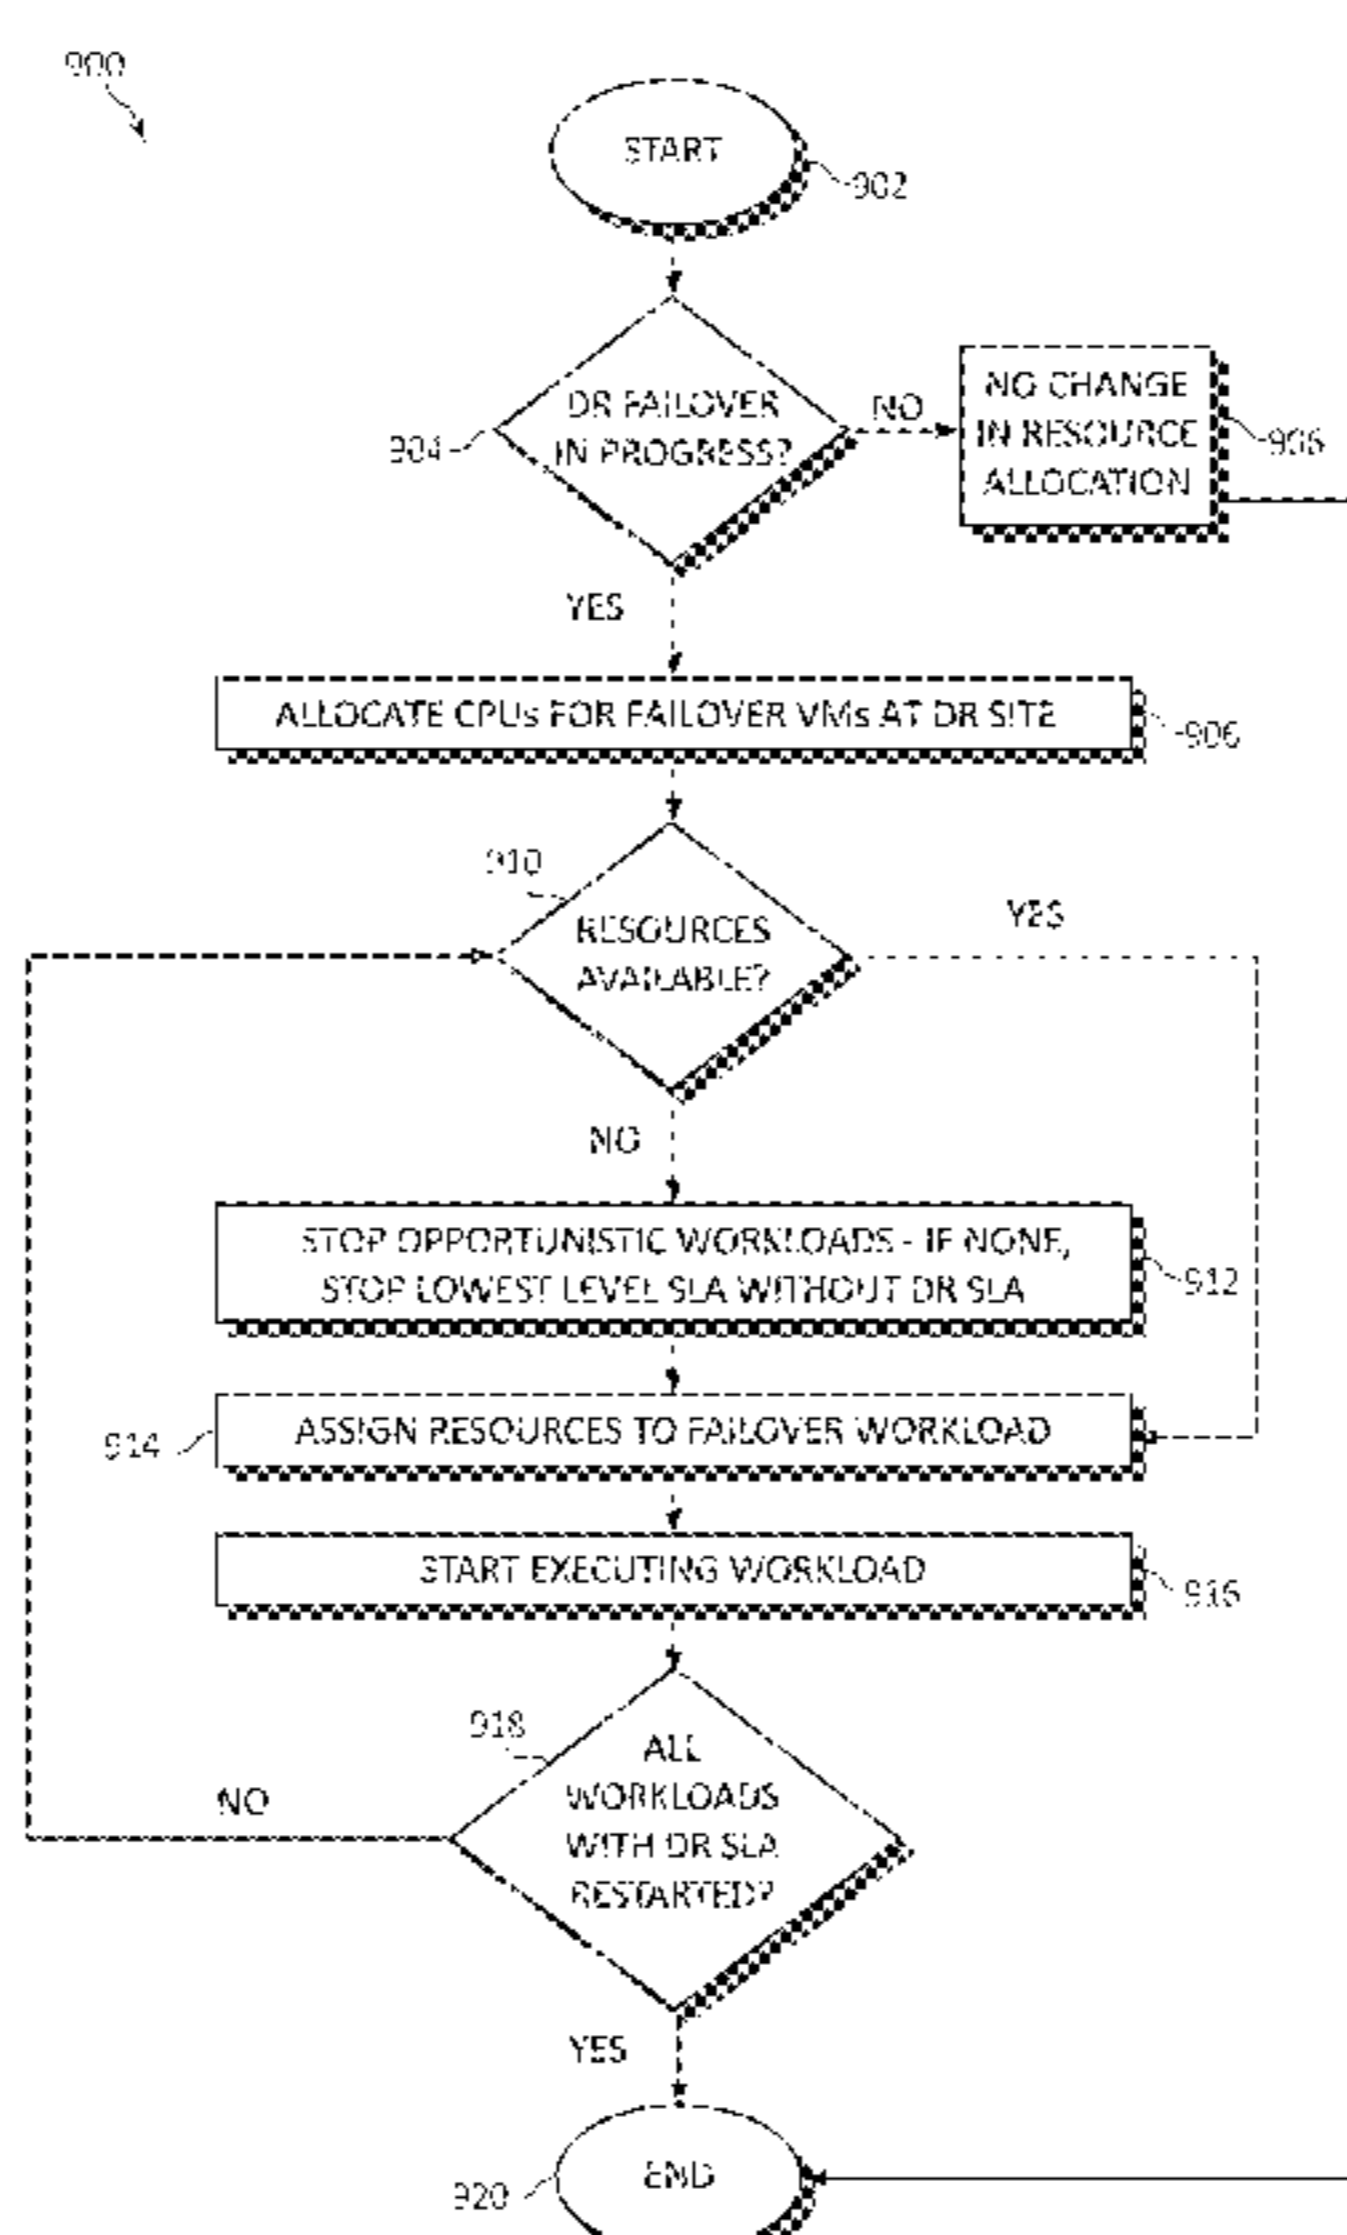 900
START
902
DR FAILOVER
IN PROGRESS?
904
NO
NO CHANGE
IN RESOURCE
ALLOCATION
906
YES
ALLOCATE CPUs FOR FAILOVER VMs AT DR SITE
906
910
RESOURCES
AVAILABLE?
YES
NO
STOP OPPORTUNISTIC WORKLOADS - IF NONE,
STOP LOWEST LEVEL SLA WITHOUT DR SLA
912
ASSIGN RESOURCES TO FAILOVER WORKLOAD
914
START EXECUTING WORKLOAD
916
918
ALL
WORKLOADS
WITH DR SLA
RESTARTED?
NO
YES
END
920